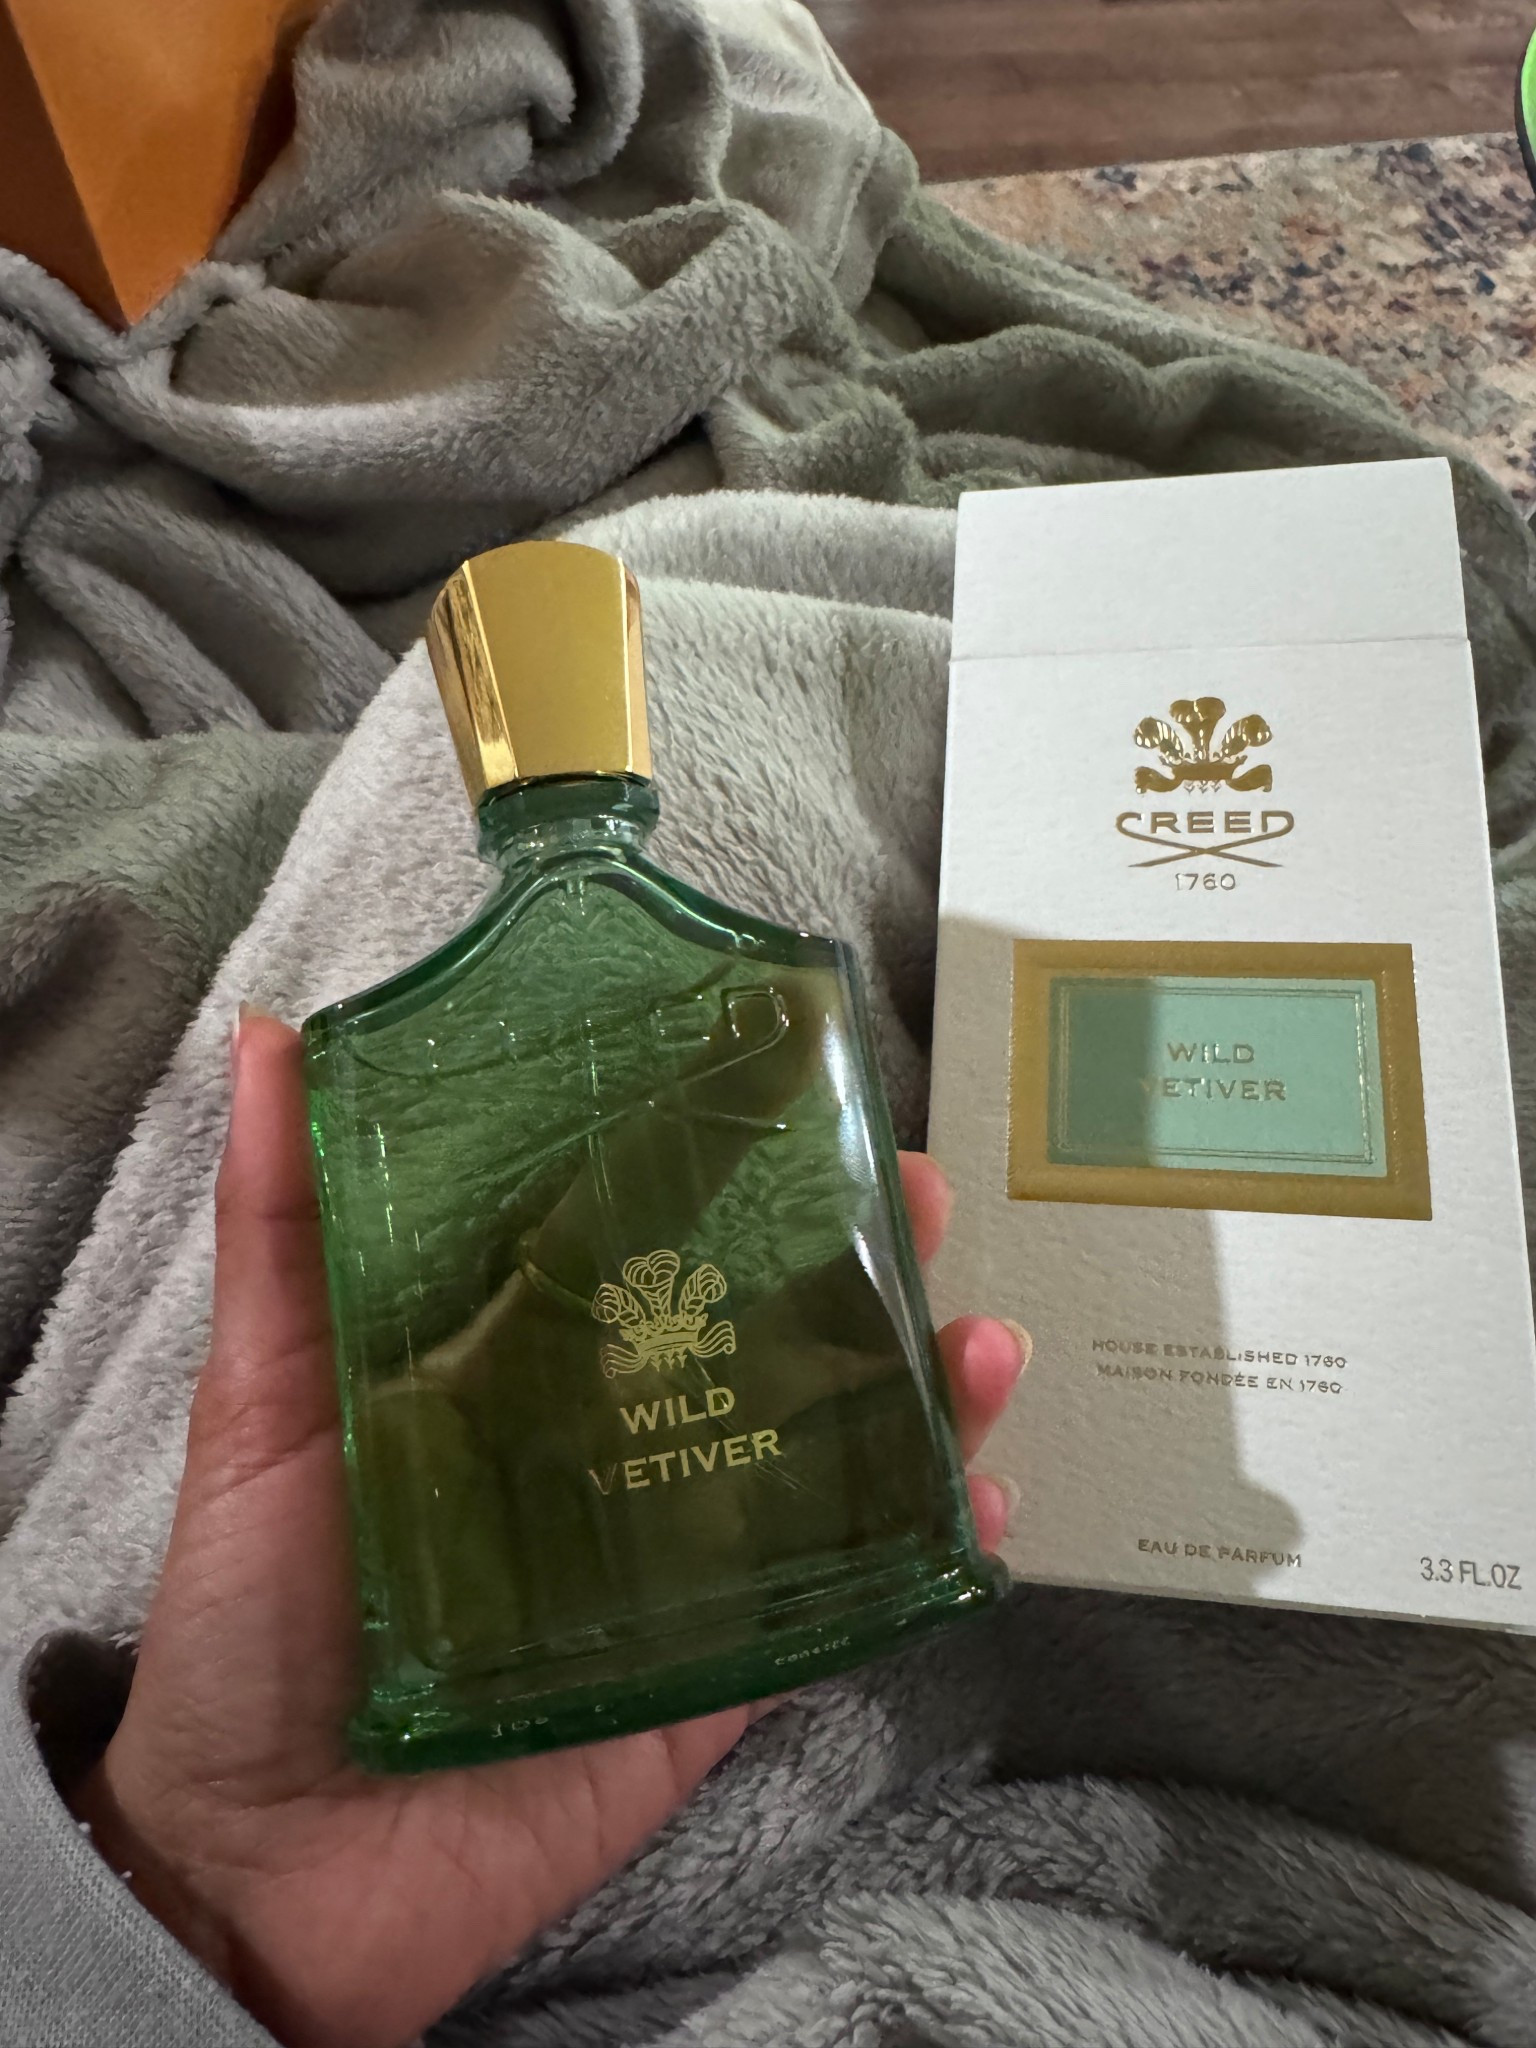 CREED
WILD
VETIVER
CREED
1760
WILD
VETIVER
HOUSE ESTABLISHED 1760
MAISON FONDÉE EN 1760
EAU DE PARFUM
3.3 FL.OZ